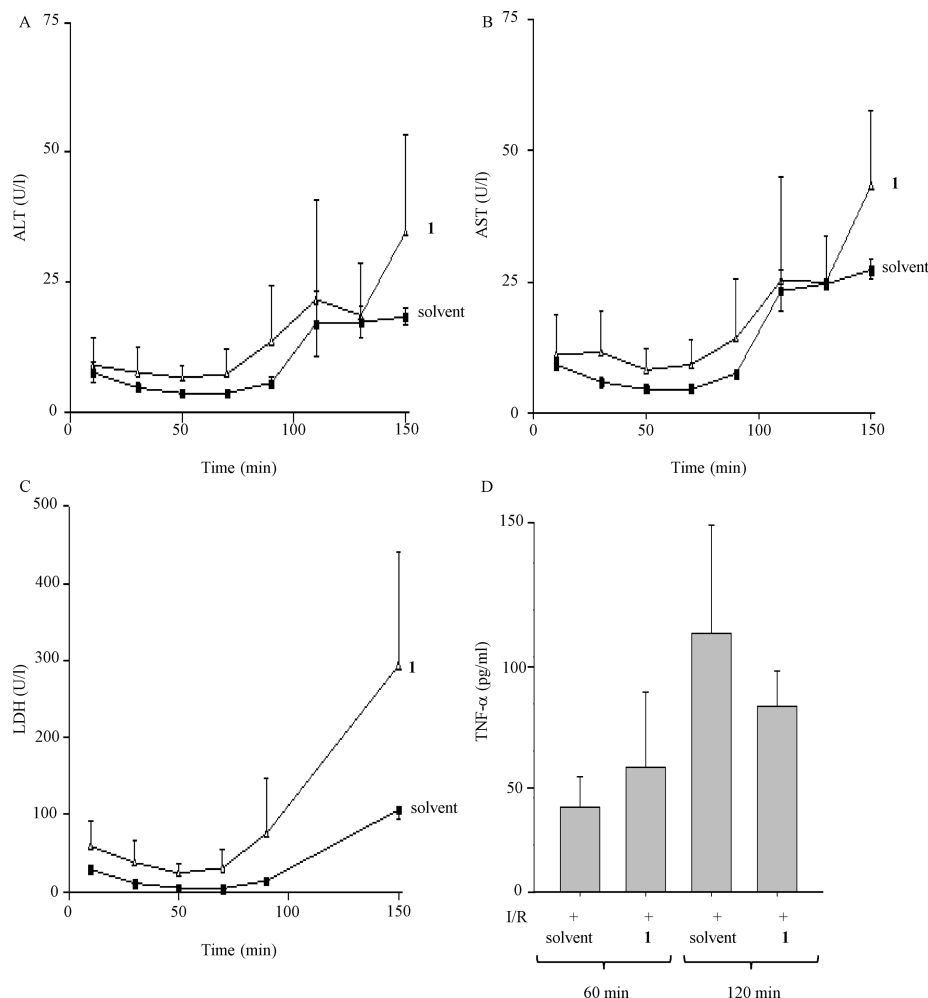 A
75
50
25
0
ALT (U/l)
1
solvent
0 50 100 150
Time (min)
B
75
50
25
0
AST (U/l)
1
solvent
0 50 100 150
Time (min)
C
500
400
300
200
100
0
LDH (U/l)
1
solvent
0 50 100 150
Time (min)
D
150
100
50
0
TNF-α (pg/ml)
I/R + + + +
solvent 1 solvent 1
60 min 120 min